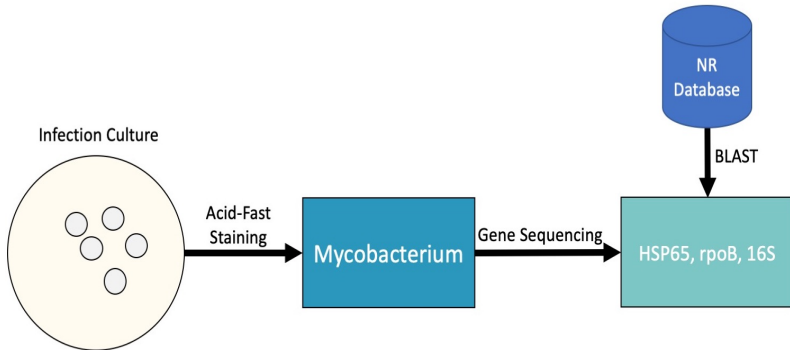 NR
Database
Infection Culture
BLAST
Acid-Fast
Staining
Mycobacterium
Gene Sequencing
HSP65, rpoB, 16S